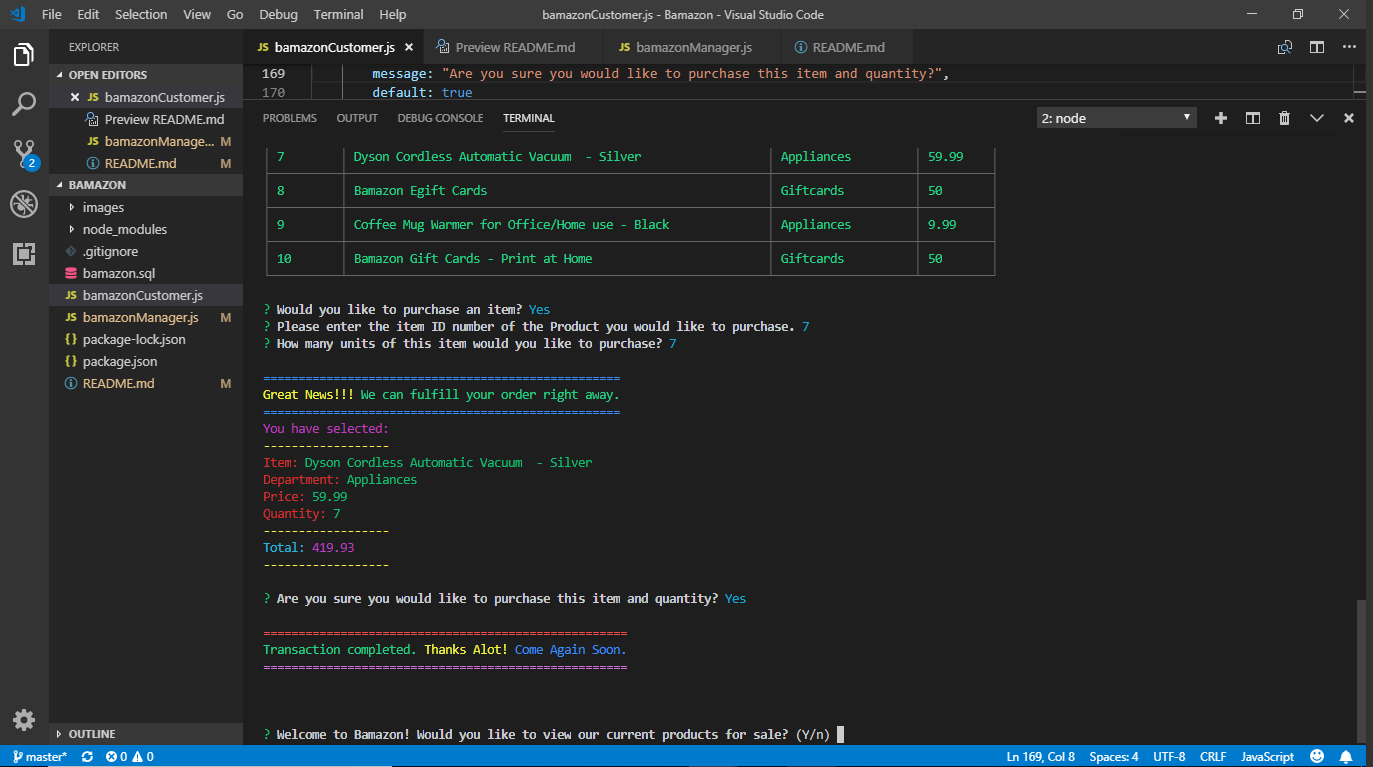 File Edit Selection View Go Debug Terminal Help bamazonCustomer.js - Bamazon - Visual Studio Code
EXPLORER
OPEN EDITORS
JS bamazonCustomer.js
Preview README.md
JS bamazonManage... M
README.md M
BAMAZON
images
node_modules
.gitignore
bamazon.sql
JS bamazonCustomer.js
JS bamazonManager.js M
{} package-lock.json
{} package.json
README.md M
OUTLINE
2
JS bamazonCustomer.js Preview README.md JS bamazonManager.js README.md
169 message: "Are you sure you would like to purchase this item and quantity?",
170 default: true
PROBLEMS OUTPUT DEBUG CONSOLE TERMINAL 2: node
7 Dyson Cordless Automatic Vacuum  - Silver Appliances 59.99
8 Bamazon Egift Cards Giftcards 50
9 Coffee Mug Warmer for Office/Home use - Black Appliances 9.99
10 Bamazon Gift Cards - Print at Home Giftcards 50
? Would you like to purchase an item? Yes
? Please enter the item ID number of the Product you would like to purchase. 7
? How many units of this item would you like to purchase? 7
===================================================
Great News!!! We can fulfill your order right away.
===================================================
You have selected:
------------------
Item: Dyson Cordless Automatic Vacuum  - Silver
Department: Appliances
Price: 59.99
Quantity: 7
------------------
Total: 419.93
------------------
? Are you sure you would like to purchase this item and quantity? Yes
====================================================
Transaction completed. Thanks Alot! Come Again Soon.
====================================================
? Welcome to Bamazon! Would you like to view our current products for sale? (Y/n)
master* 0 0 Ln 169, Col 8 Spaces: 4 UTF-8 CRLF JavaScript